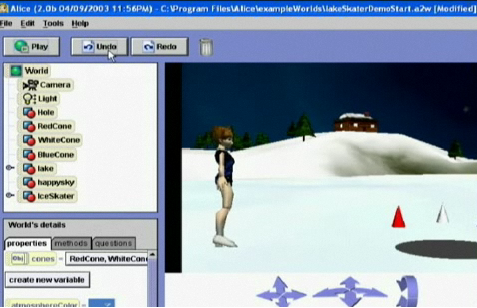 Alice (2.0b 04/09/2003 11:56PM) - C:\Program Files\Alice\exampleWorlds\lakeSkaterDemoStart.a2w [Modified]
File Edit Tools Help
Play Undo Redo
World
Camera
Light
Hole
RedCone
WhiteCone
BlueCone
lake
happysky
IceSkater
World's details
properties methods questions
Obj cones = RedCone, WhiteCone
create new variable
atmosphereColor =